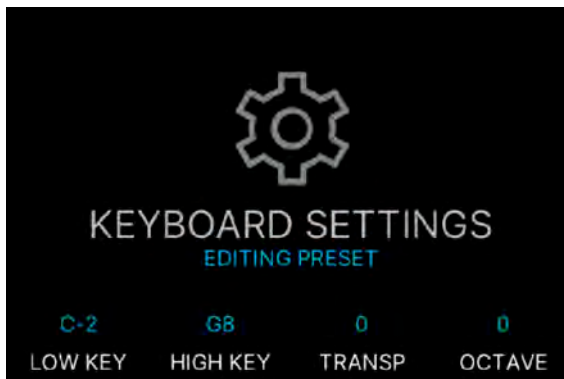 KEYBOARD SETTINGS
EDITING PRESET
C-2 G8 0 0
LOW KEY HIGH KEY TRANSP OCTAVE